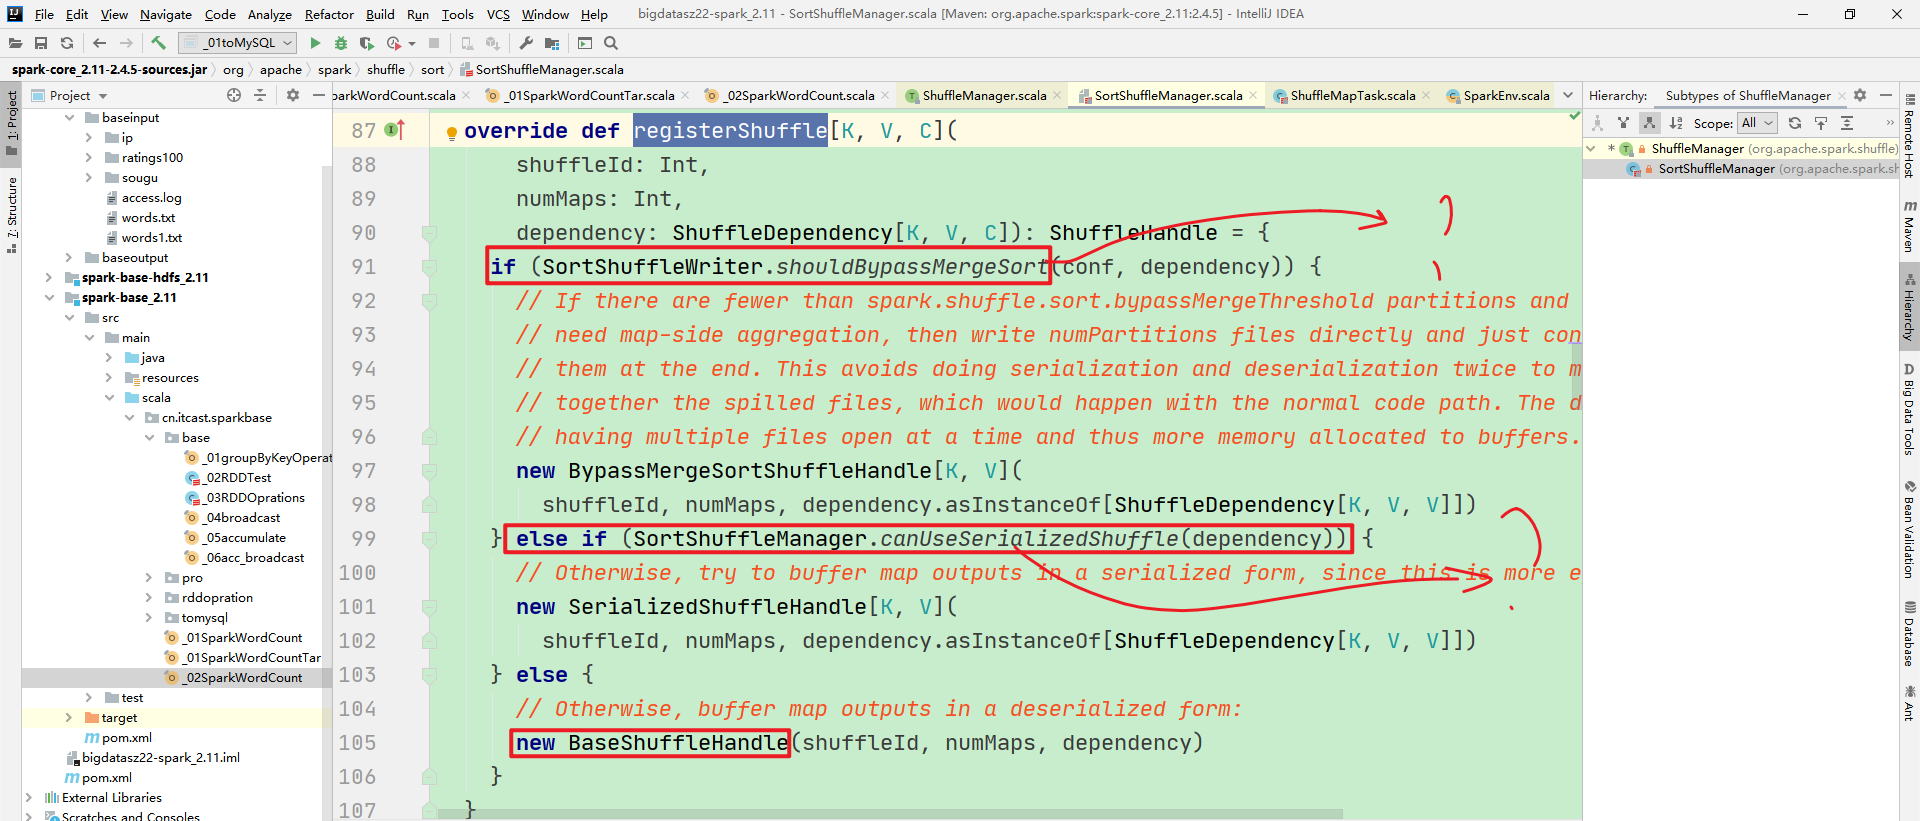 File Edit View Navigate Code Analyze Refactor Build Run Tools VCS Window Help bigdatasz22-spark_2.11 - SortShuffleManager.scala [Maven: org.apache.spark:spark-core_2.11:2.4.5] - IntelliJ IDEA
_01toMySQL
spark-core_2.11-2.4.5-sources.jar org apache spark shuffle sort SortShuffleManager.scala
Project
parkWordCount.scala _01SparkWordCountTar.scala _02SparkWordCount.scala ShuffleManager.scala SortShuffleManager.scala ShuffleMapTask.scala SparkEnv.scala
Hierarchy: Subtypes of ShuffleManager
Scope: All
ShuffleManager (org.apache.spark.shuffle)
SortShuffleManager (org.apache.spark.sh
1: Project
7: Structure
baseinput
ip
ratings100
sougu
access.log
words.txt
words1.txt
baseoutput
spark-base-hdfs_2.11
spark-base_2.11
src
main
java
resources
scala
cn.itcast.sparkbase
base
_01groupByKeyOperat
_02RDDTest
_03RDDOprations
_04broadcast
_05accumulate
_06acc_broadcast
pro
rddopration
tomysql
_01SparkWordCount
_01SparkWordCountTar
_02SparkWordCount
test
target
pom.xml
bigdatasz22-spark_2.11.iml
pom.xml
External Libraries
Scratches and Consoles
87 override def registerShuffle[K, V, C](
88 shuffleId: Int,
89 numMaps: Int,
90 dependency: ShuffleDependency[K, V, C]): ShuffleHandle = {
91 if (SortShuffleWriter.shouldBypassMergeSort(conf, dependency)) {
92 // If there are fewer than spark.shuffle.sort.bypassMergeThreshold partitions and
93 // need map-side aggregation, then write numPartitions files directly and just con
94 // them at the end. This avoids doing serialization and deserialization twice to m
95 // together the spilled files, which would happen with the normal code path. The d
96 // having multiple files open at a time and thus more memory allocated to buffers.
97 new BypassMergeSortShuffleHandle[K, V](
98 shuffleId, numMaps, dependency.asInstanceOf[ShuffleDependency[K, V, V]])
99 } else if (SortShuffleManager.canUseSerializedShuffle(dependency)) {
100 // Otherwise, try to buffer map outputs in a serialized form, since this is more e
101 new SerializedShuffleHandle[K, V](
102 shuffleId, numMaps, dependency.asInstanceOf[ShuffleDependency[K, V, V]])
103 } else {
104 // Otherwise, buffer map outputs in a deserialized form:
105 new BaseShuffleHandle(shuffleId, numMaps, dependency)
106 }
107 }
Remote Host
Maven
Hierarchy
Big Data Tools
Bean Validation
Database
Ant